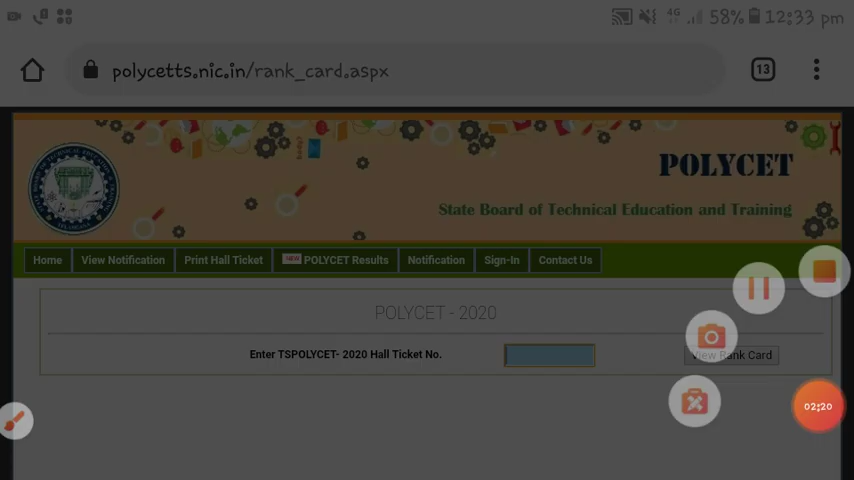 4G 58% 12:33 pm
polycetts.nic.in/rank_card.aspx
13
POLYCET
State Board of Technical Education and Training
Home View Notification Print Hall Ticket NEW POLYCET Results Notification Sign-In Contact Us
POLYCET - 2020
Enter TSPOLYCET- 2020 Hall Ticket No. View Rank Card
02:20